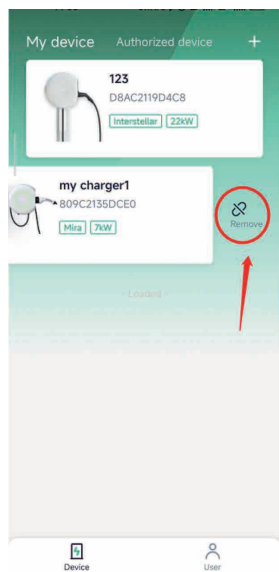 My device Authorized device +
123
D8AC2119D4C8
Interstellar 22kW
my charger1
809C2135DCE0
Mira 7kW
Remove
Loaded
Device User